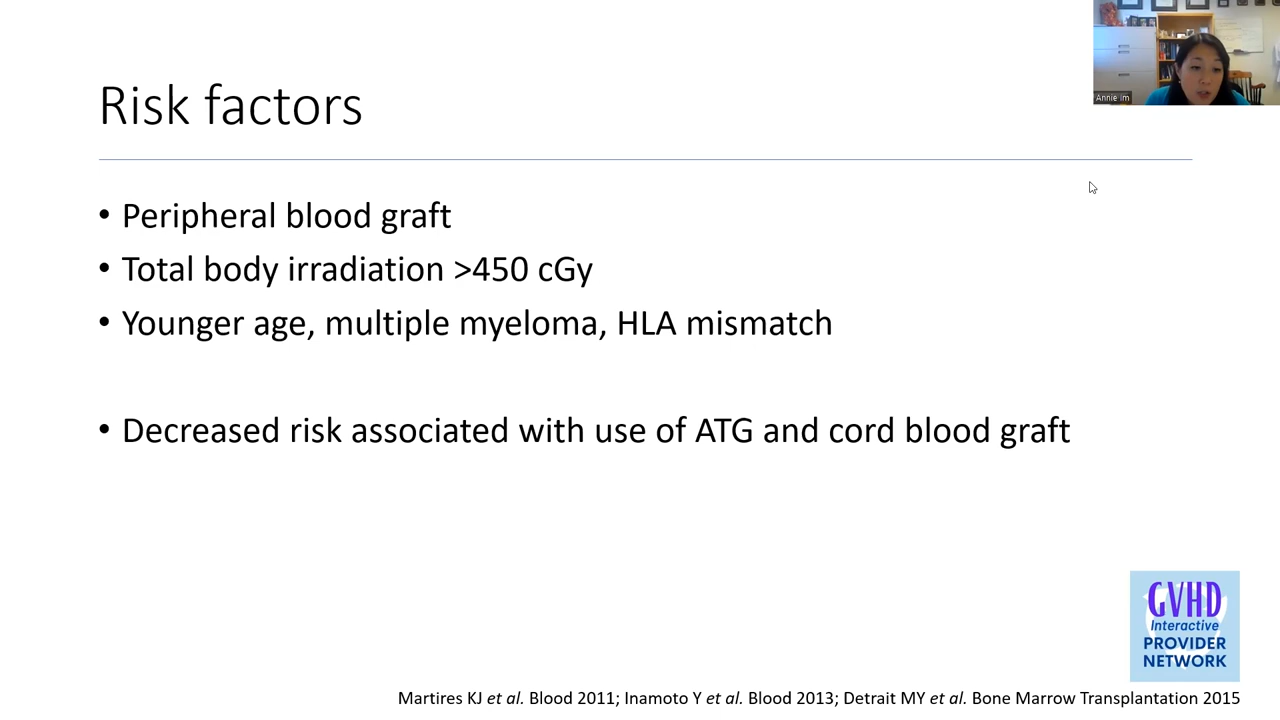 Annie Im
Risk factors
• Peripheral blood graft
• Total body irradiation >450 cGy
• Younger age, multiple myeloma, HLA mismatch
• Decreased risk associated with use of ATG and cord blood graft
GVHD
Interactive
PROVIDER
NETWORK
Martires KJ et al. Blood 2011; Inamoto Y et al. Blood 2013; Detrait MY et al. Bone Marrow Transplantation 2015